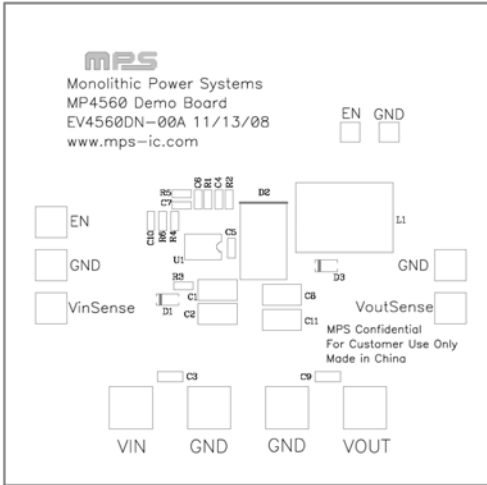 mps
Monolithic Power Systems
MP4560 Demo Board
EV4560DN-00A 11/13/08
www.mps-ic.com
EN GND
C6 R1 C4 R2
R5
C7
D2
L1
C10 R6 R4
C5
U1
EN
GND
GND
D3
R3
C1
C8
VinSense
D1
C2
C11
VoutSense
MPS Confidential
For Customer Use Only
Made in China
C3
C9
VIN GND GND VOUT